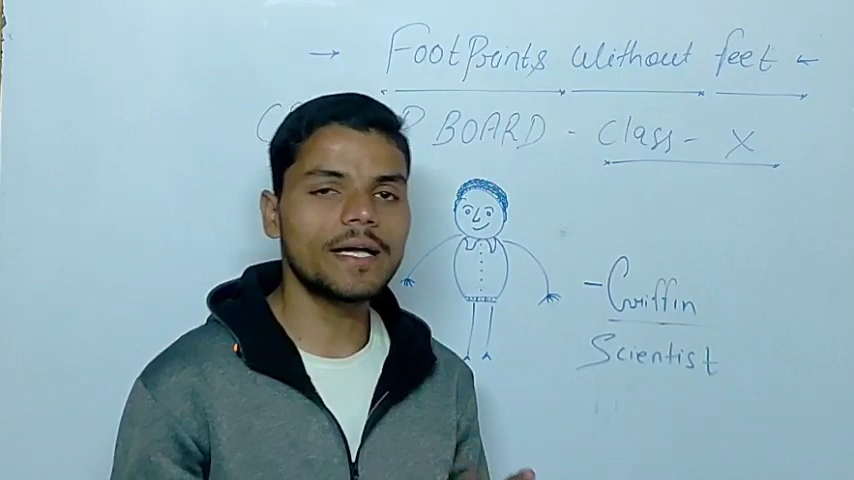 → FootPrints without feet ←
BOARD - Class - X
- Griffin
Scientist